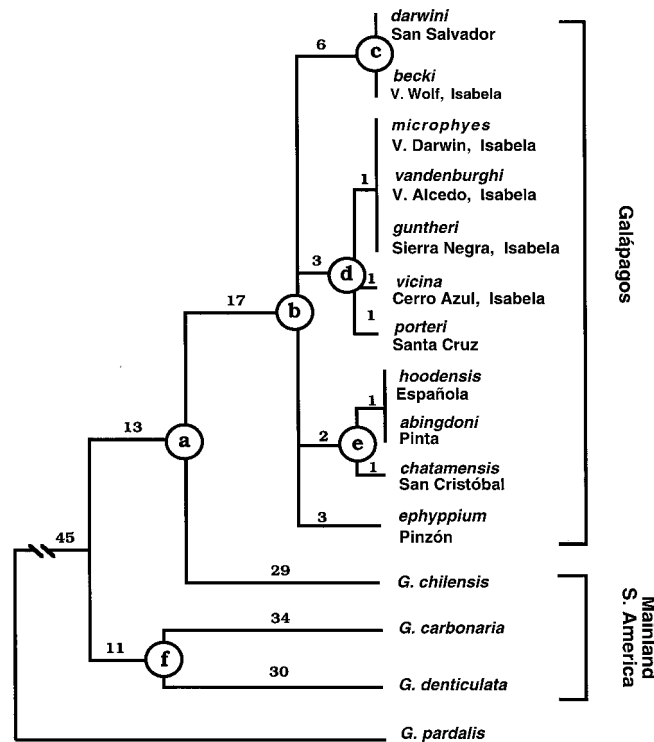 darwini
San Salvador
6
c
becki
V. Wolf, Isabela
microphyes
V. Darwin, Isabela
1
vandenburghi
V. Alcedo, Isabela
guntheri
Sierra Negra, Isabela
3
d
1
vicina
Cerro Azul, Isabela
17
b
1
porteri
Santa Cruz
Galápagos
hoodensis
Española
1
abingdoni
Pinta
13
a
2
e
1
chatamensis
San Cristóbal
3
ephyppium
Pinzón
45
29
G. chilensis
34
G. carbonaria
11
f
30
G. denticulata
Mainland
S. America
G. pardalis